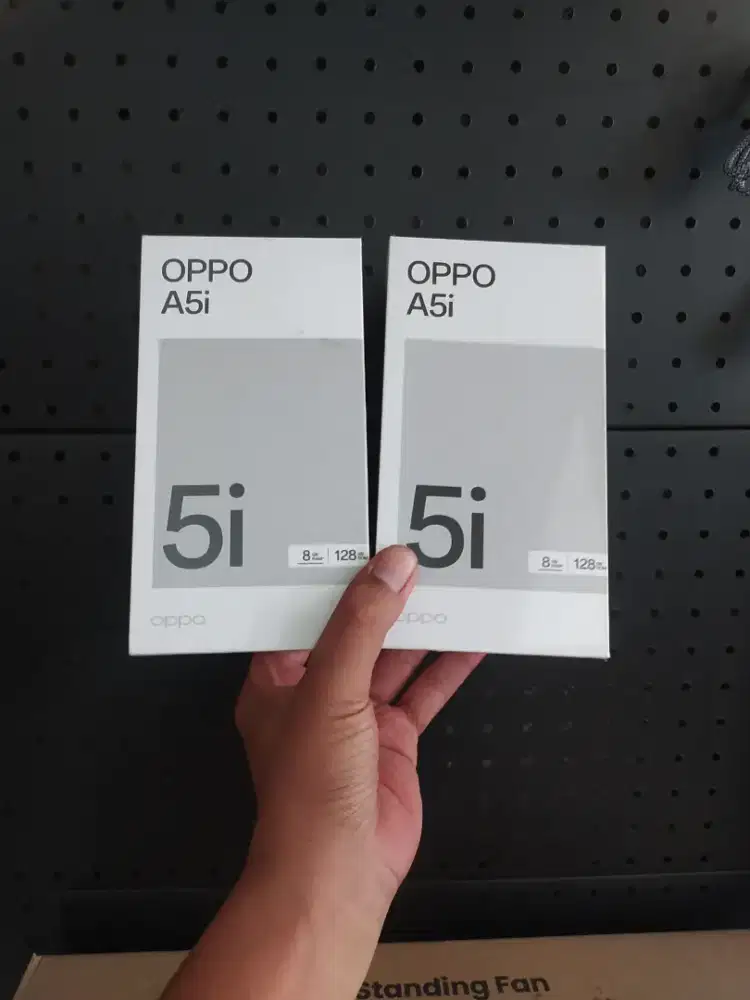 OPPO
A5i
5i
8 | 128
oppo
OPPO
A5i
5i
8 | 128
oppo
Standing Fan